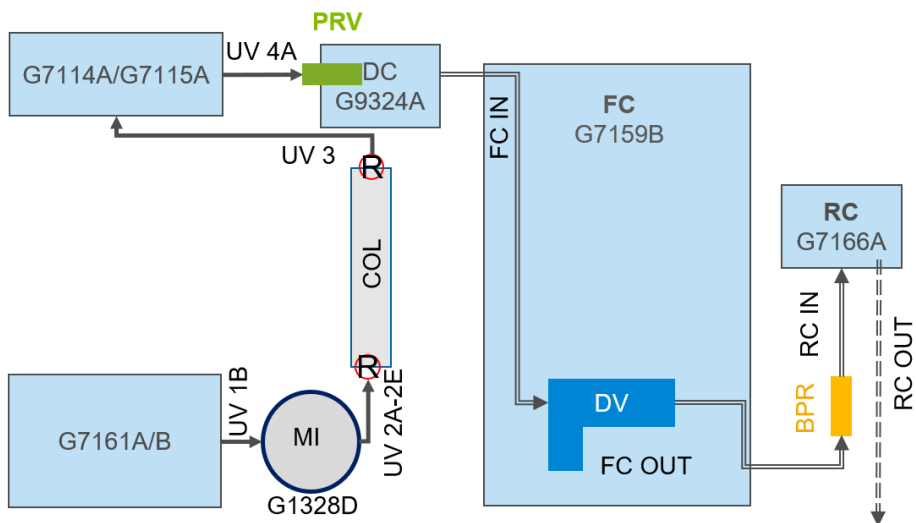 PRV
UV 4A
G7114A/G7115A
DC
G9324A
FC IN
FC
G7159B
UV 3
R
COL
R
RC
G7166A
RC IN
RC OUT
UV 1B
G7161A/B
MI
G1328D
UV 2A-2E
DV
FC OUT
BPR